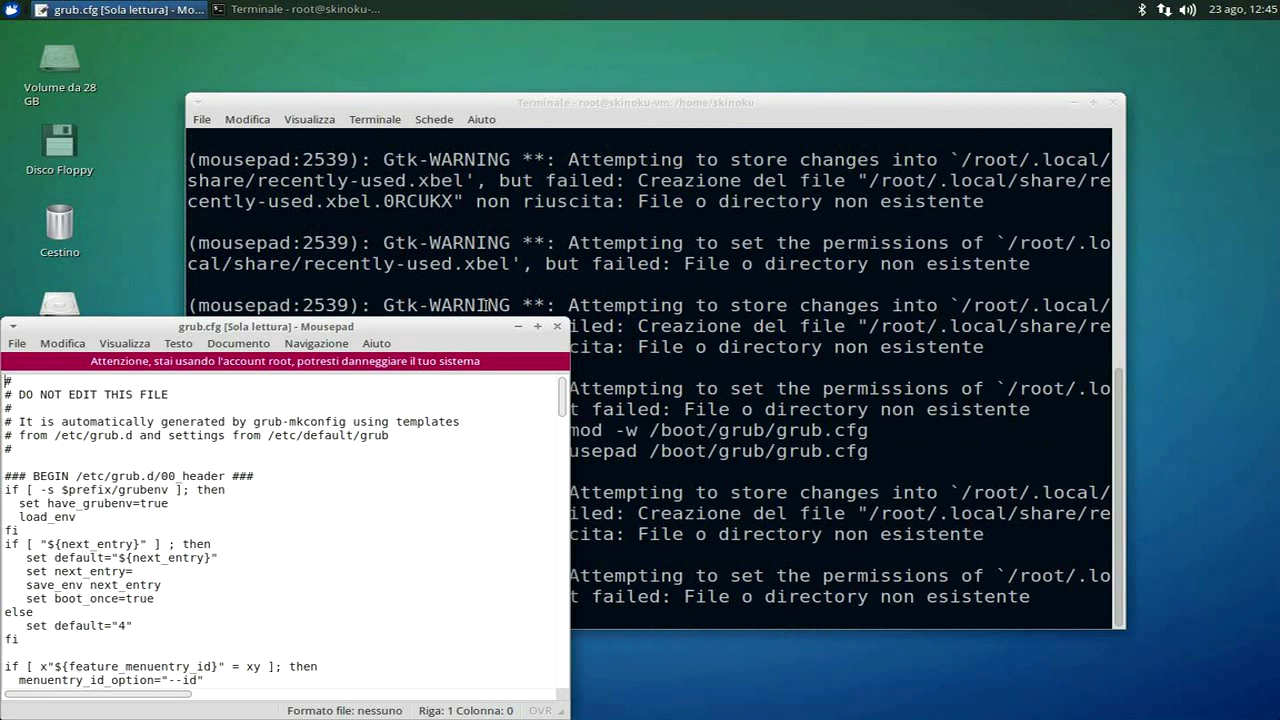 grub.cfg [Sola lettura] - Mo...
Terminale - root@skinoku-...
23 ago, 12:45
Volume da 28
GB
Disco Floppy
Cestino
Terminale - root@skinoku-vm: /home/skinoku
File Modifica Visualizza Terminale Schede Aiuto
(mousepad:2539): Gtk-WARNING **: Attempting to store changes into `/root/.local/
share/recently-used.xbel', but failed: Creazione del file "/root/.local/share/re
cently-used.xbel.0RCUKX" non riuscita: File o directory non esistente
(mousepad:2539): Gtk-WARNING **: Attempting to set the permissions of `/root/.lo
cal/share/recently-used.xbel', but failed: File o directory non esistente
(mousepad:2539): Gtk-WARNING **: Attempting to store changes into `/root/.local/
iled: Creazione del file "/root/.local/share/re
cita: File o directory non esistente
Attempting to set the permissions of `/root/.lo
t failed: File o directory non esistente
mod -w /boot/grub/grub.cfg
usepad /boot/grub/grub.cfg
Attempting to store changes into `/root/.local/
iled: Creazione del file "/root/.local/share/re
cita: File o directory non esistente
Attempting to set the permissions of `/root/.lo
t failed: File o directory non esistente
grub.cfg [Sola lettura] - Mousepad
File Modifica Visualizza Testo Documento Navigazione Aiuto
Attenzione, stai usando l'account root, potresti danneggiare il tuo sistema
#
# DO NOT EDIT THIS FILE
#
# It is automatically generated by grub-mkconfig using templates
# from /etc/grub.d and settings from /etc/default/grub
#
### BEGIN /etc/grub.d/00_header ###
if [ -s $prefix/grubenv ]; then
set have_grubenv=true
load_env
fi
if [ "${next_entry}" ] ; then
set default="${next_entry}"
set next_entry=
save_env next_entry
set boot_once=true
else
set default="4"
fi
if [ x"${feature_menuentry_id}" = xy ]; then
menuentry_id_option="--id"
Formato file: nessuno Riga: 1 Colonna: 0 OVR